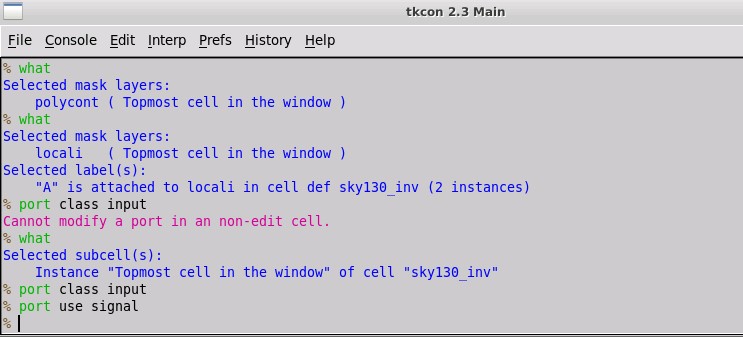 tkcon 2.3 Main
File Console Edit Interp Prefs History Help
% what
Selected mask layers:
    polycont ( Topmost cell in the window )
% what
Selected mask layers:
    locali   ( Topmost cell in the window )
Selected label(s):
    "A" is attached to locali in cell def sky130_inv (2 instances)
% port class input
Cannot modify a port in an non-edit cell.
% what
Selected subcell(s):
    Instance "Topmost cell in the window" of cell "sky130_inv"
% port class input
% port use signal
%